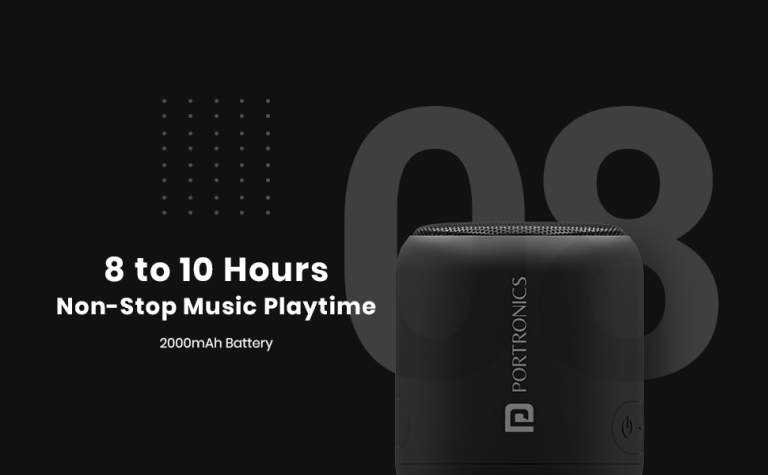 08
8 to 10 Hours
Non-Stop Music Playtime
2000mAh Battery
PORTRONICS